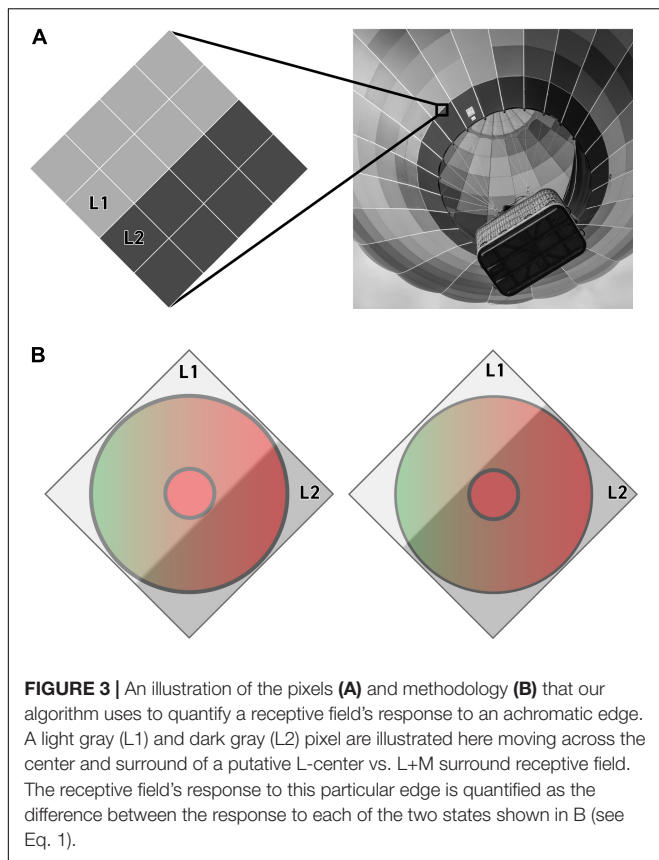 A
L1
L2
B
L1
L2
L1
L2
FIGURE 3 | An illustration of the pixels (A) and methodology (B) that our
algorithm uses to quantify a receptive field's response to an achromatic edge.
A light gray (L1) and dark gray (L2) pixel are illustrated here moving across the
center and surround of a putative L-center vs. L+M surround receptive field.
The receptive field's response to this particular edge is quantified as the
difference between the response to each of the two states shown in B (see
Eq. 1).